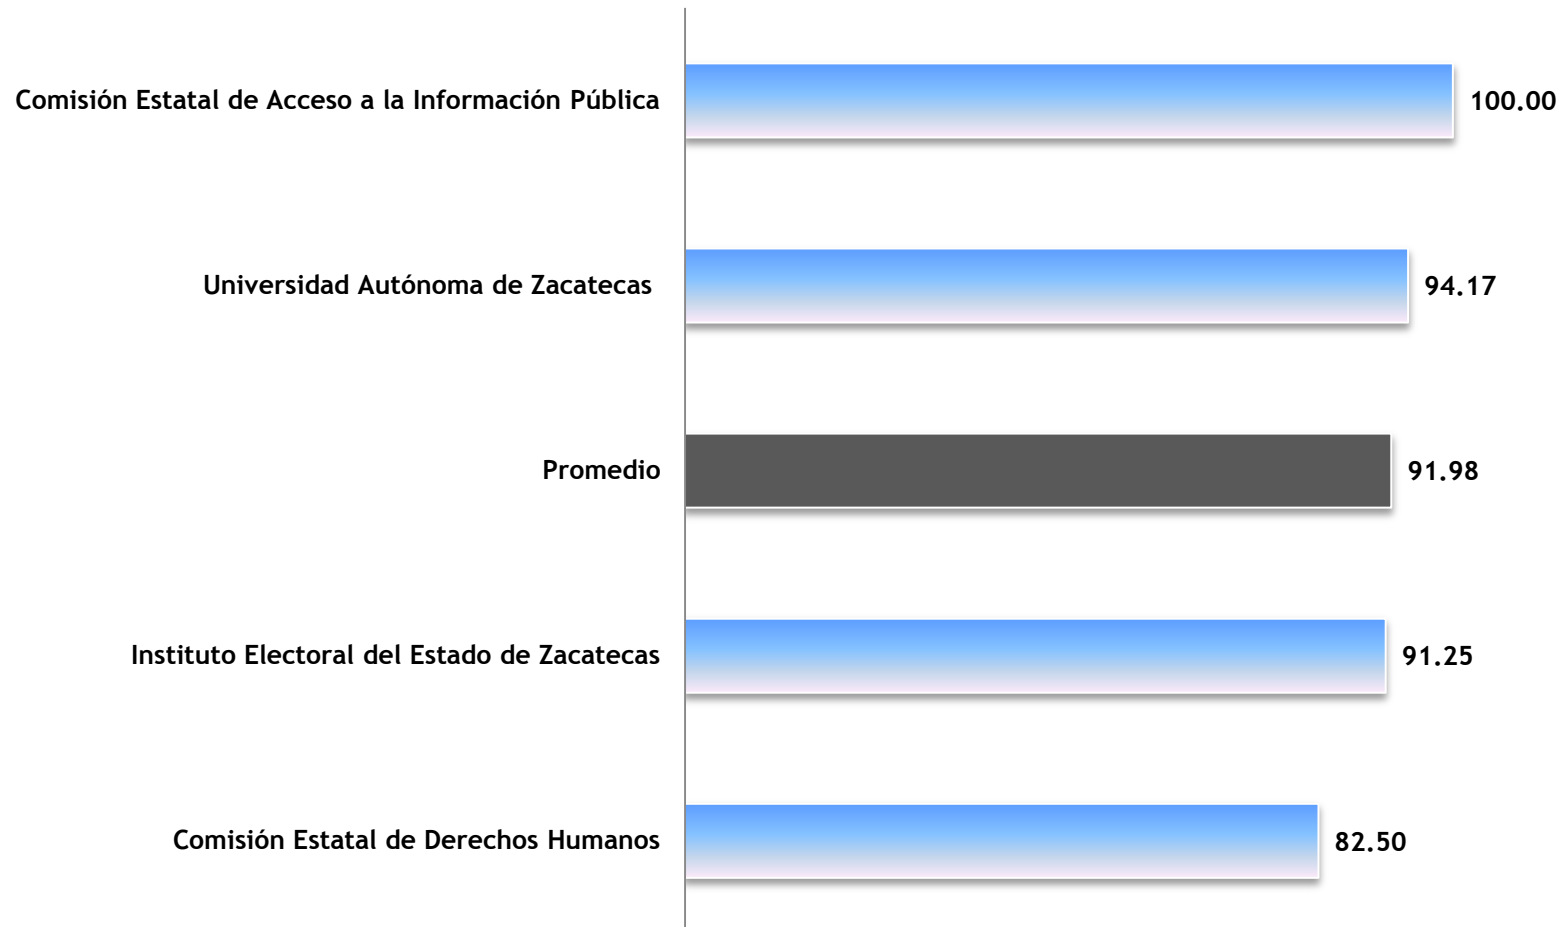 Comisión Estatal de Acceso a la Información Pública 100.00
Universidad Autónoma de Zacatecas 94.17
Promedio 91.98
Instituto Electoral del Estado de Zacatecas 91.25
Comisión Estatal de Derechos Humanos 82.50